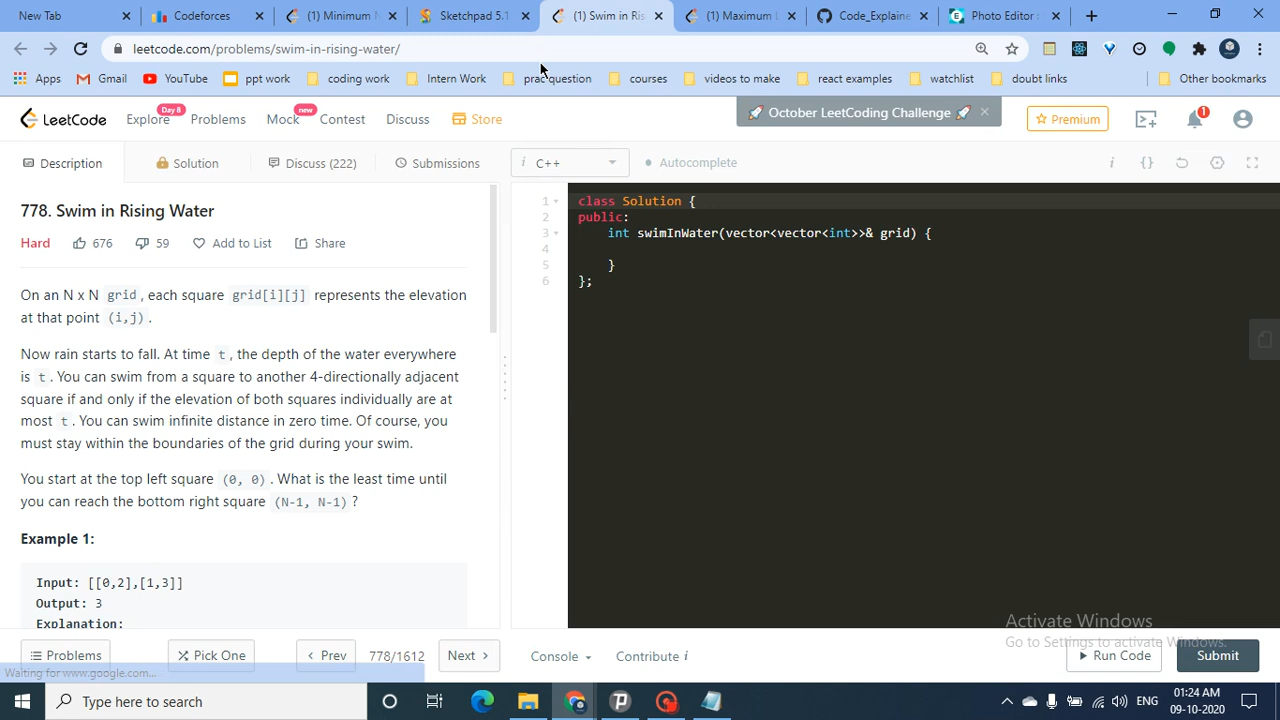 New Tab
Codeforces
(1) Minimum N
Sketchpad 5.1
(1) Swim in Ris
(1) Maximum L
Code_Explaine
Photo Editor :
leetcode.com/problems/swim-in-rising-water/
Apps
Gmail
YouTube
ppt work
coding work
Intern Work
prac question
courses
videos to make
react examples
watchlist
doubt links
Other bookmarks
LeetCode
Explore
Day 8
Problems
Mock
new
Contest
Discuss
Store
October LeetCoding Challenge
Premium
1
Description
Solution
Discuss (222)
Submissions
i C++
Autocomplete
778. Swim in Rising Water
Hard
676
59
Add to List
Share
On an N x N grid, each square grid[i][j] represents the elevation
at that point (i,j).
Now rain starts to fall. At time t, the depth of the water everywhere
is t. You can swim from a square to another 4-directionally adjacent
square if and only if the elevation of both squares individually are at
most t. You can swim infinite distance in zero time. Of course, you
must stay within the boundaries of the grid during your swim.
You start at the top left square (0, 0). What is the least time until
you can reach the bottom right square (N-1, N-1)?
Example 1:
Input: [[0,2],[1,3]]
Output: 3
Explanation:
1 class Solution {
2 public:
3 int swimInWater(vector<vector<int>>& grid) {
4
5 }
6 };
Activate Windows
Go to Settings to activate Windows.
Problems
Pick One
Prev
778/1612
Next
Console
Contribute i
Run Code
Submit
Waiting for www.google.com...
Type here to search
ENG
01:24 AM
09-10-2020